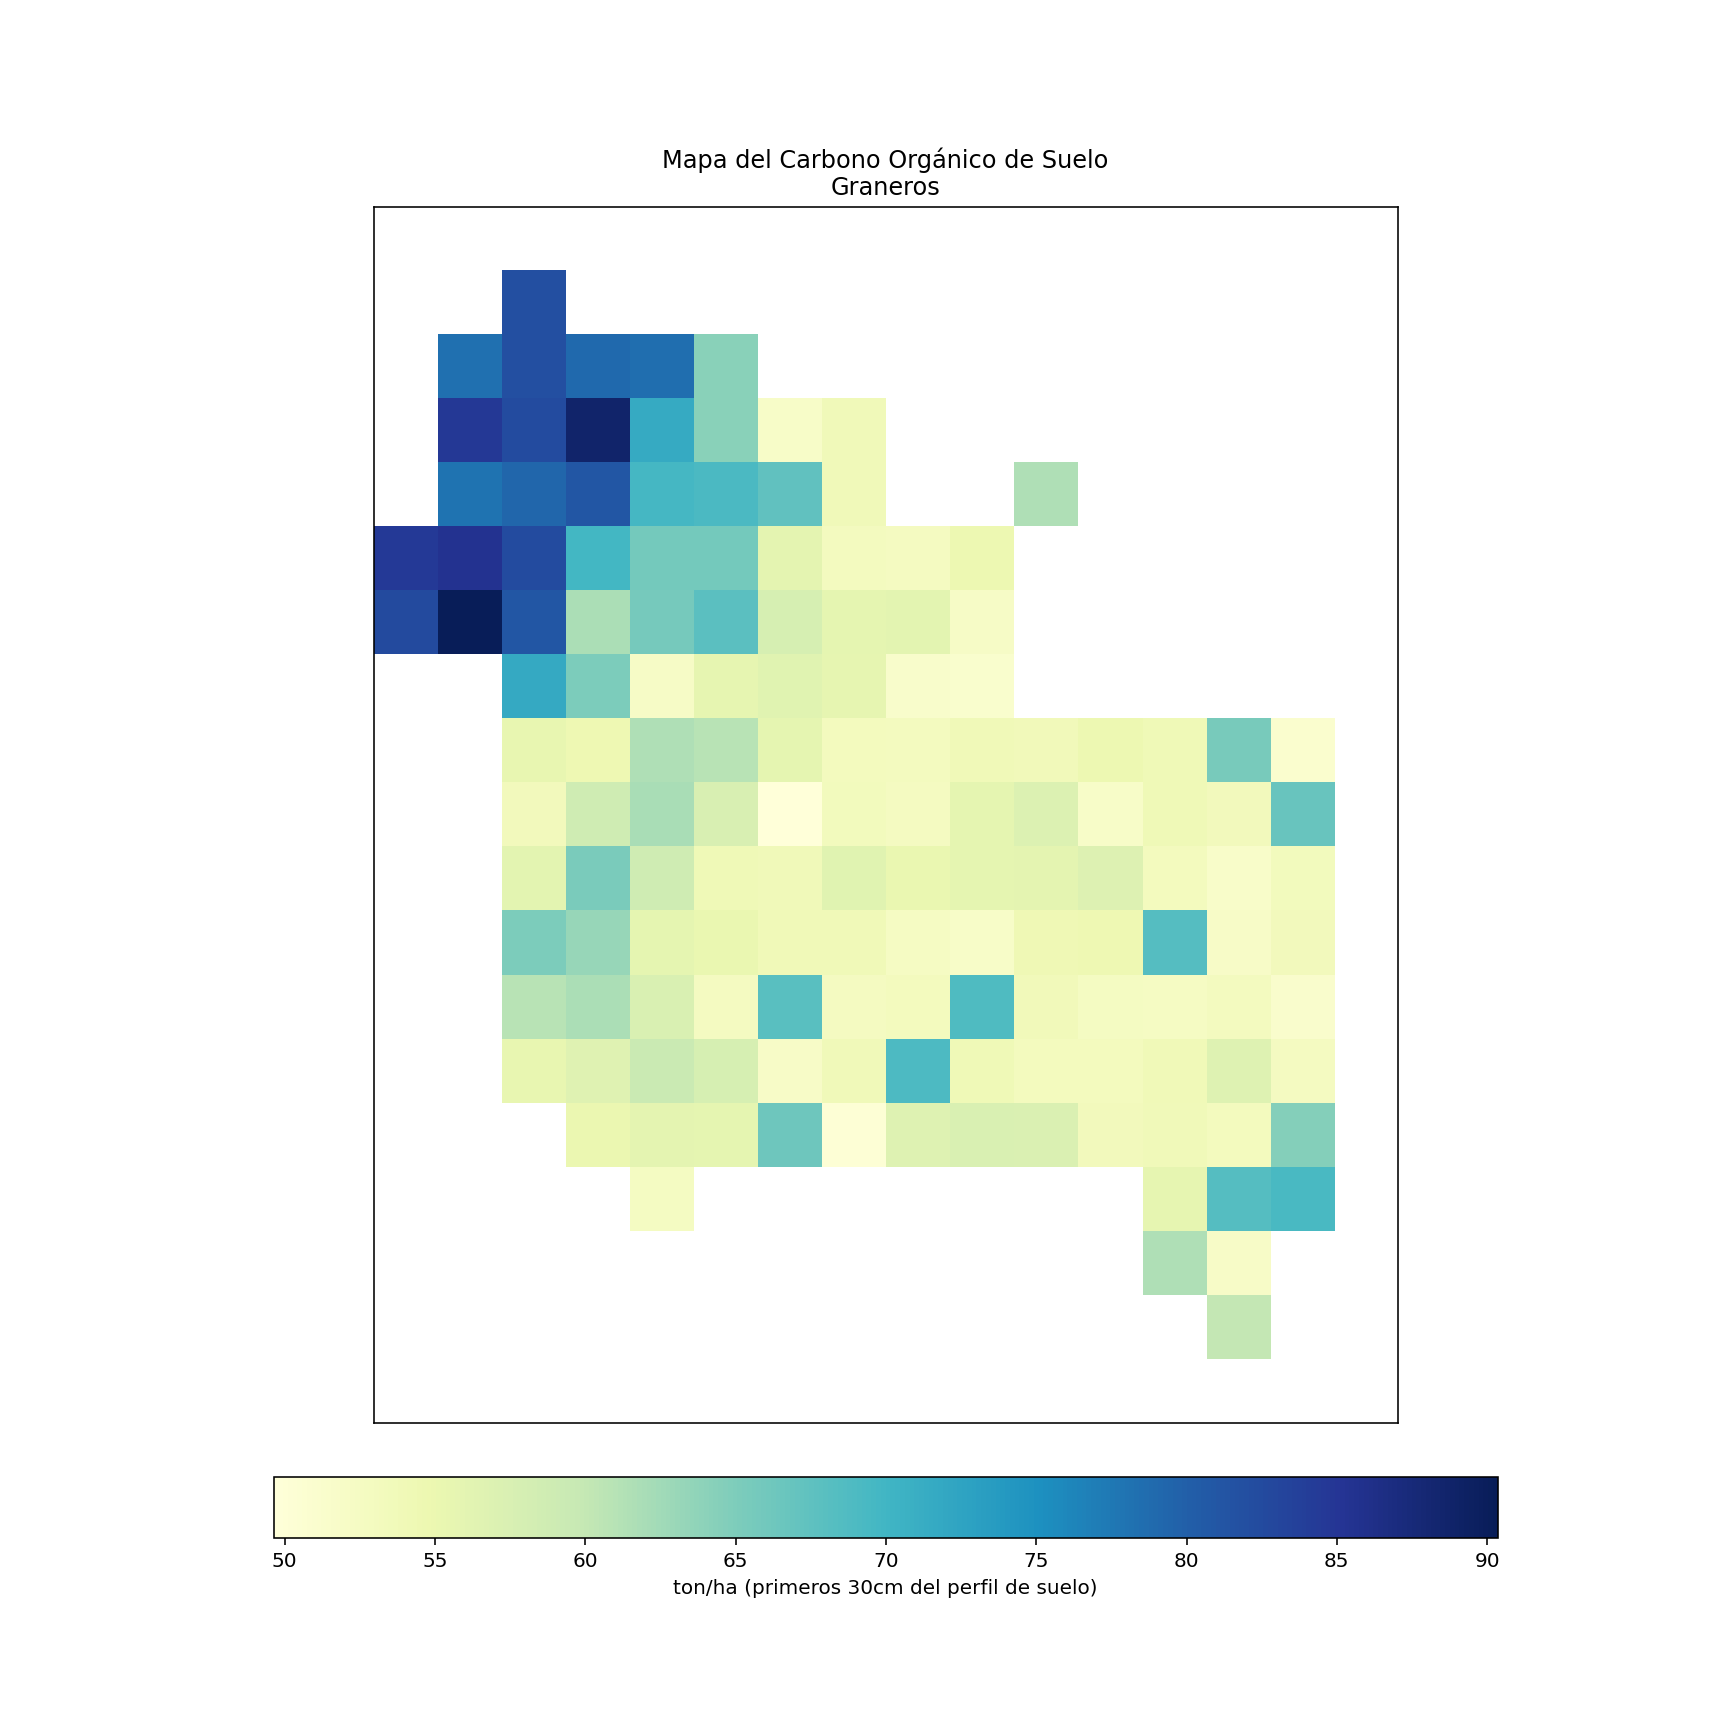 Mapa del Carbono Orgánico de Suelo
Graneros
50 55 60 65 70 75 80 85 90
ton/ha (primeros 30cm del perfil de suelo)